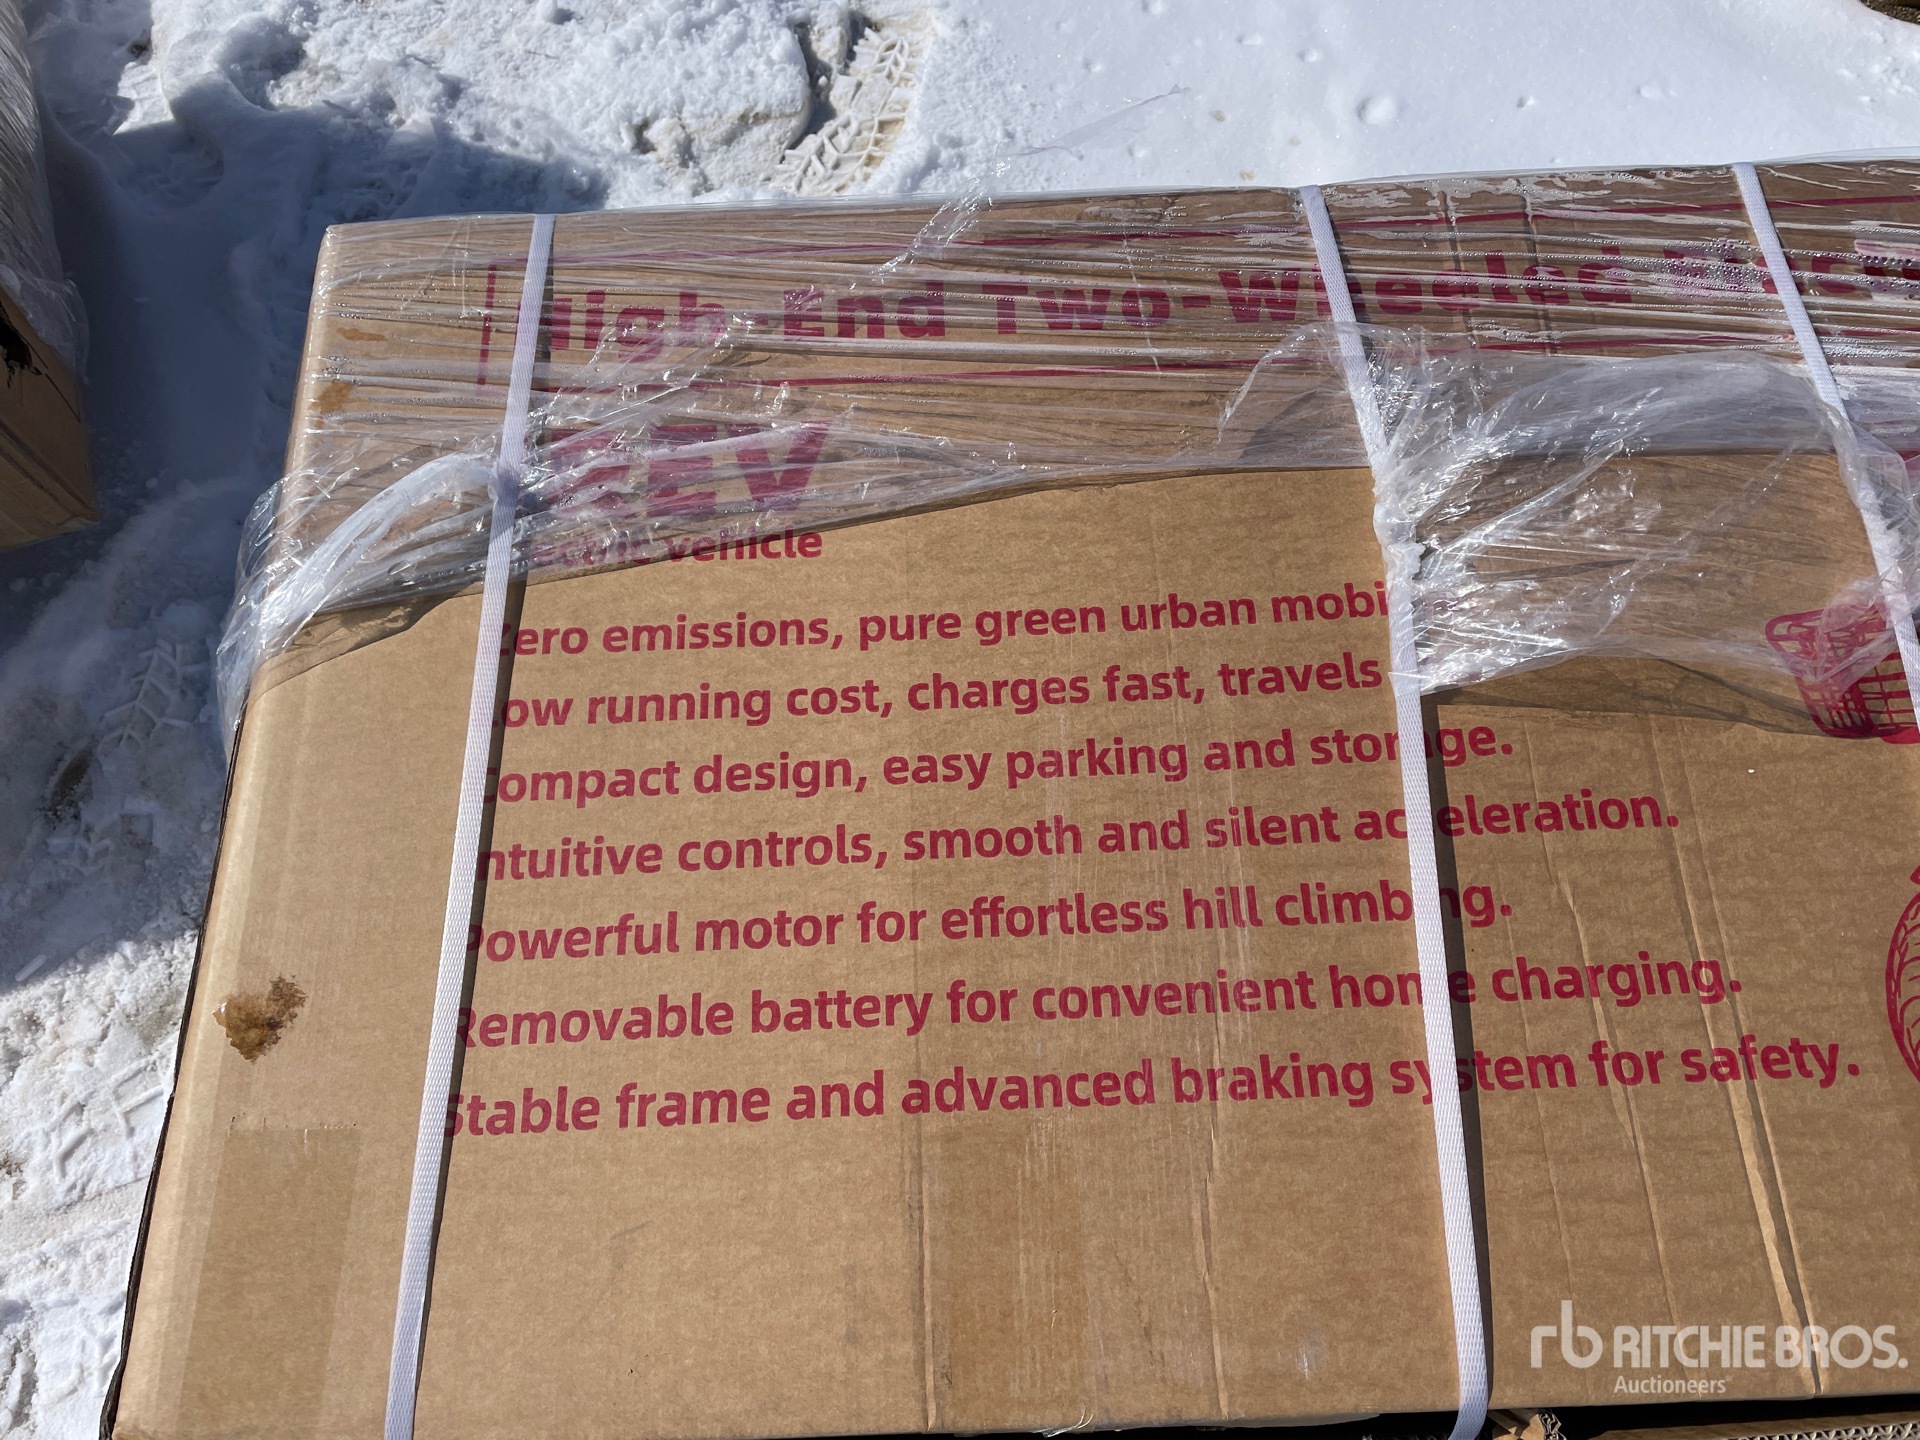 High-End Two-Wheeled
EEV
electric vehicle
Zero emissions, pure green urban
Low running cost, charges fast, travels
Compact design, easy parking and storage.
Intuitive controls, smooth and silent acceleration.
Powerful motor for effortless hill climbing.
Removable battery for convenient home charging.
Stable frame and advanced braking system for safety.
rb RITCHIE BROS.
Auctioneers